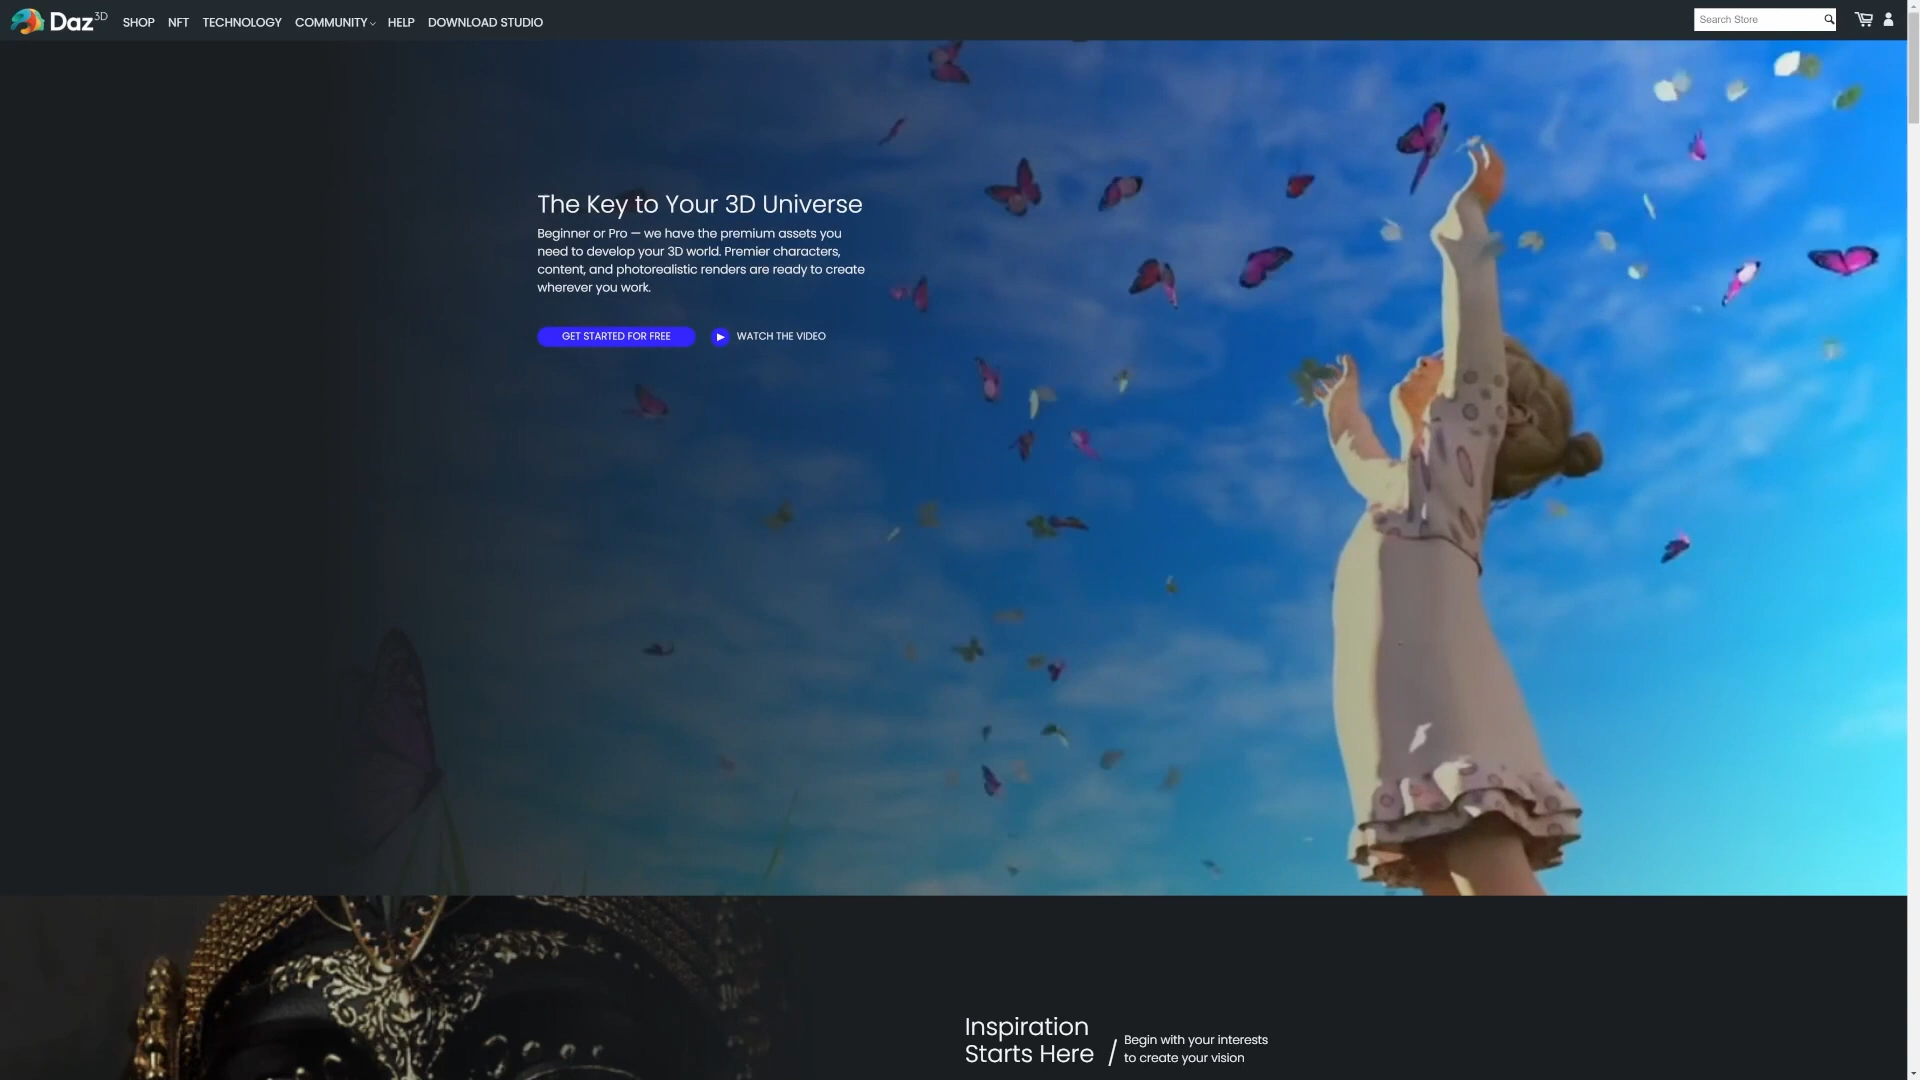 Daz 3D
SHOP NFT TECHNOLOGY COMMUNITY HELP DOWNLOAD STUDIO
Search Store
The Key to Your 3D Universe
Beginner or Pro — we have the premium assets you
need to develop your 3D world. Premier characters,
content, and photorealistic renders are ready to create
wherever you work.
GET STARTED FOR FREE
WATCH THE VIDEO
Inspiration
Starts Here /
Begin with your interests
to create your vision